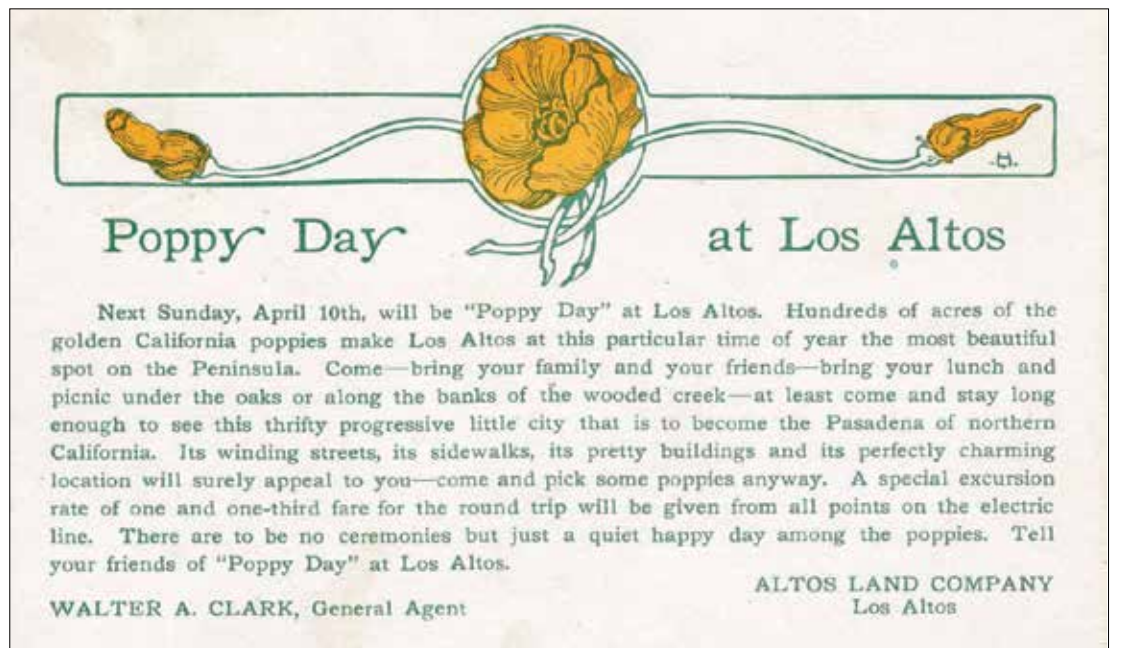 Poppy Day at Los Altos
Next Sunday, April 10th, will be "Poppy Day" at Los Altos. Hundreds of acres of the
golden California poppies make Los Altos at this particular time of year the most beautiful
spot on the Peninsula. Come—bring your family and your friends—bring your lunch and
picnic under the oaks or along the banks of the wooded creek—at least come and stay long
enough to see this thrifty progressive little city that is to become the Pasadena of northern
California. Its winding streets, its sidewalks, its pretty buildings and its perfectly charming
location will surely appeal to you—come and pick some poppies anyway. A special excursion
rate of one and one-third fare for the round trip will be given from all points on the electric
line. There are to be no ceremonies but just a quiet happy day among the poppies. Tell
your friends of "Poppy Day" at Los Altos.
ALTOS LAND COMPANY
WALTER A. CLARK, General Agent
Los Altos